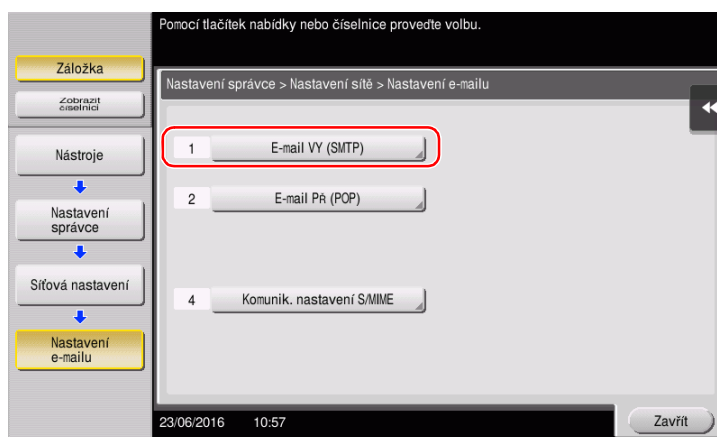 Pomocí tlačítek nabídky nebo číselnice proveďte volbu.
Záložka
Zobrazit
číselnici
Nástroje
Nastavení
správce
Síťová nastavení
Nastavení
e-mailu
Nastavení správce > Nastavení sítě > Nastavení e-mailu
1 E-mail VY (SMTP)
2 E-mail PŘ (POP)
4 Komunik. nastavení S/MIME
23/06/2016 10:57
Zavřít